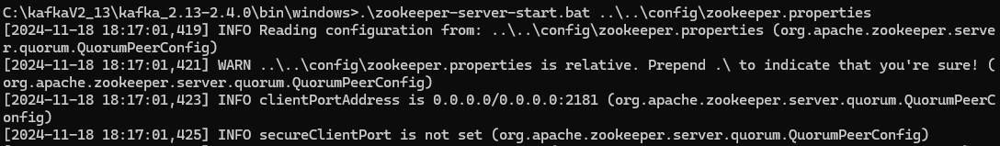 C:\kafkaV2_13\kafka_2.13-2.4.0\bin\windows>.\zookeeper-server-start.bat ..\..\config\zookeeper.properties
[2024-11-18 18:17:01,419] INFO Reading configuration from: ..\..\config\zookeeper.properties (org.apache.zookeeper.serve
r.quorum.QuorumPeerConfig)
[2024-11-18 18:17:01,421] WARN ..\..\config\zookeeper.properties is relative. Prepend .\ to indicate that you're sure! (
org.apache.zookeeper.server.quorum.QuorumPeerConfig)
[2024-11-18 18:17:01,423] INFO clientPortAddress is 0.0.0.0/0.0.0.0:2181 (org.apache.zookeeper.server.quorum.QuorumPeerC
onfig)
[2024-11-18 18:17:01,425] INFO secureClientPort is not set (org.apache.zookeeper.server.quorum.QuorumPeerConfig)